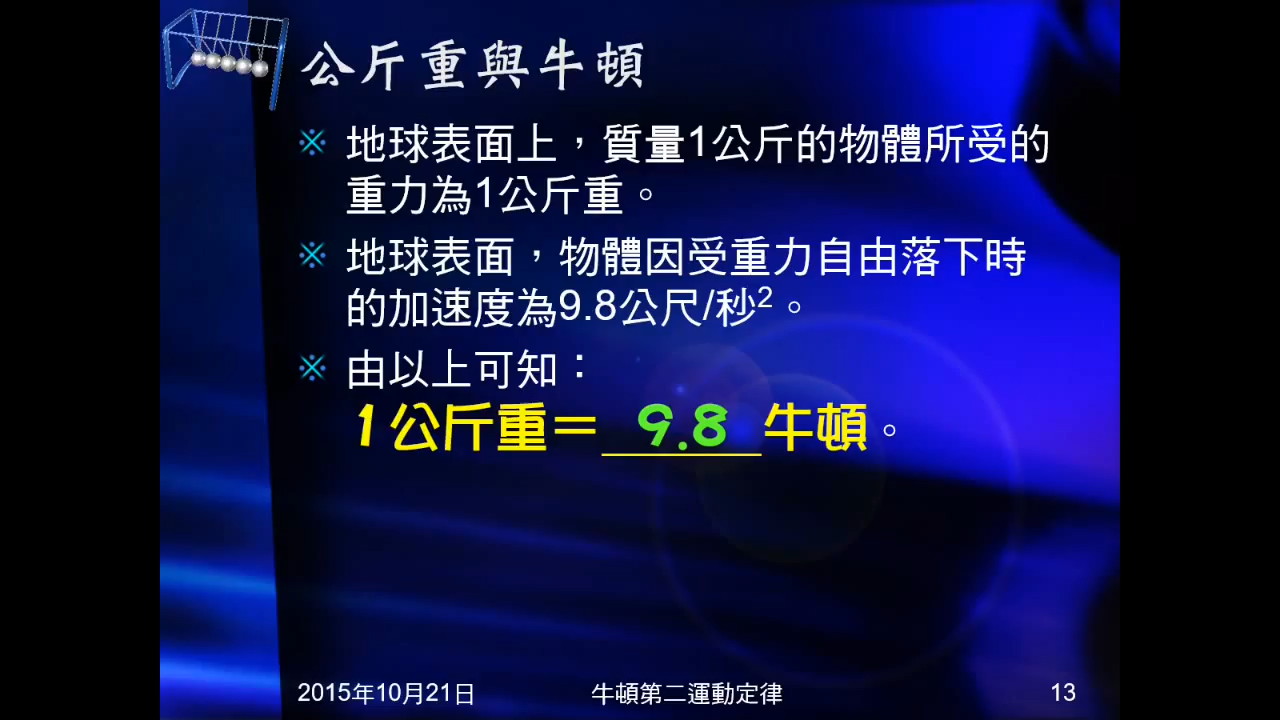 公斤重與牛頓
※ 地球表面上，質量1公斤的物體所受的
重力為1公斤重。
※ 地球表面，物體因受重力自由落下時
的加速度為9.8公尺/秒²。
※ 由以上可知：
1公斤重＝ 9.8 牛頓。
2015年10月21日 牛頓第二運動定律 13